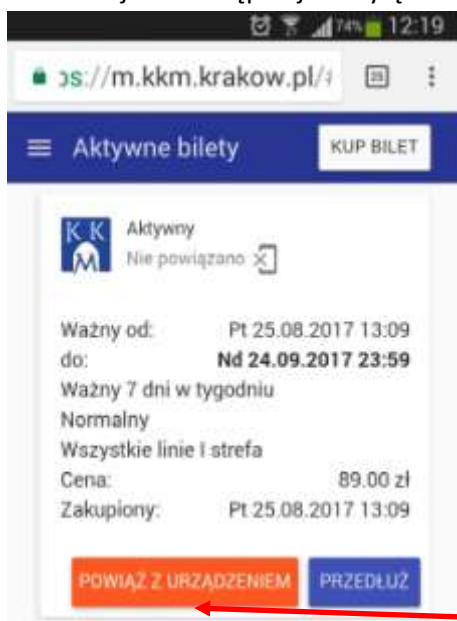 74% 12:19
ps://m.kkm.krakow.pl/#
Aktywne bilety KUP BILET
K K M Aktywny
Nie powiązano
Ważny od: Pt 25.08.2017 13:09
do: Nd 24.09.2017 23:59
Ważny 7 dni w tygodniu
Normalny
Wszystkie linie I strefa
Cena: 89.00 zł
Zakupiony: Pt 25.08.2017 13:09
POWIĄŻ Z URZĄDZENIEM PRZEDŁUŻ